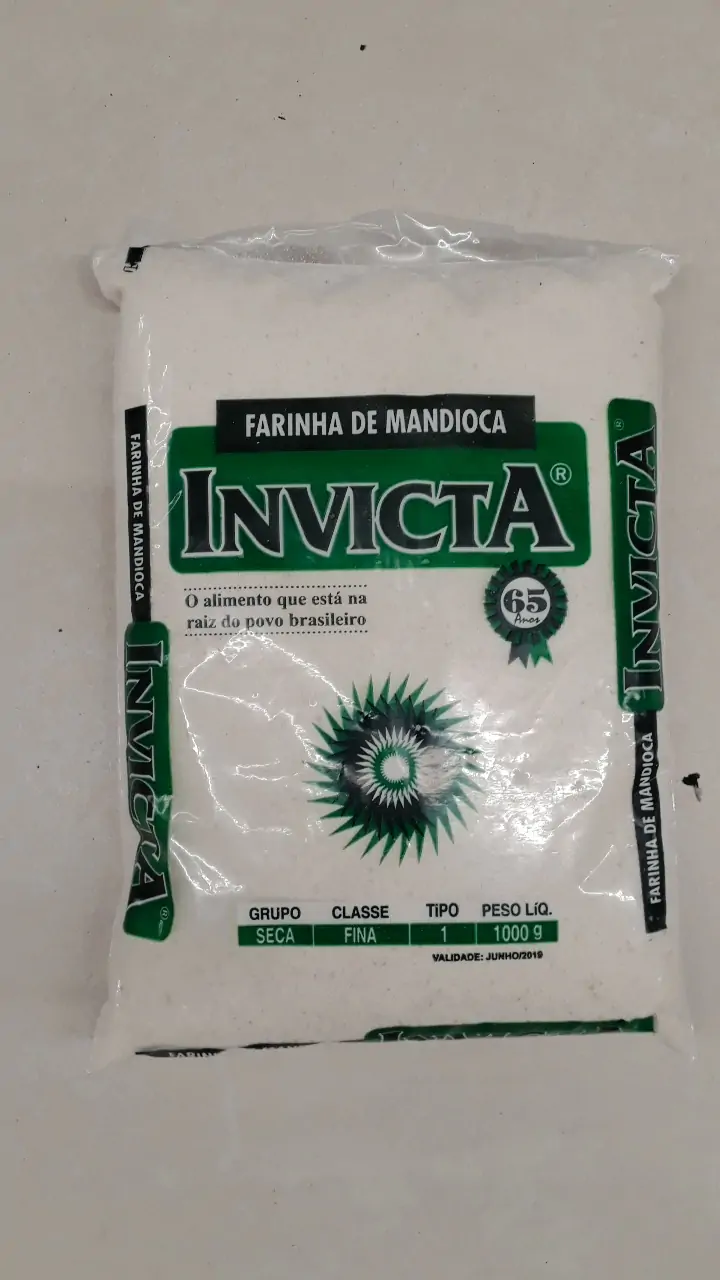 FARINHA DE MANDIOCA
INVICTA®
O alimento que está na
raiz do povo brasileiro
65
Anos
GRUPO CLASSE TIPO PESO LÍQ.
SECA FINA 1 1000 g
VALIDADE: JUNHO/2019
FARINHA DE MANDIOCA
INVICTA®
INVICTA®
FARINHA DE MANDIOCA